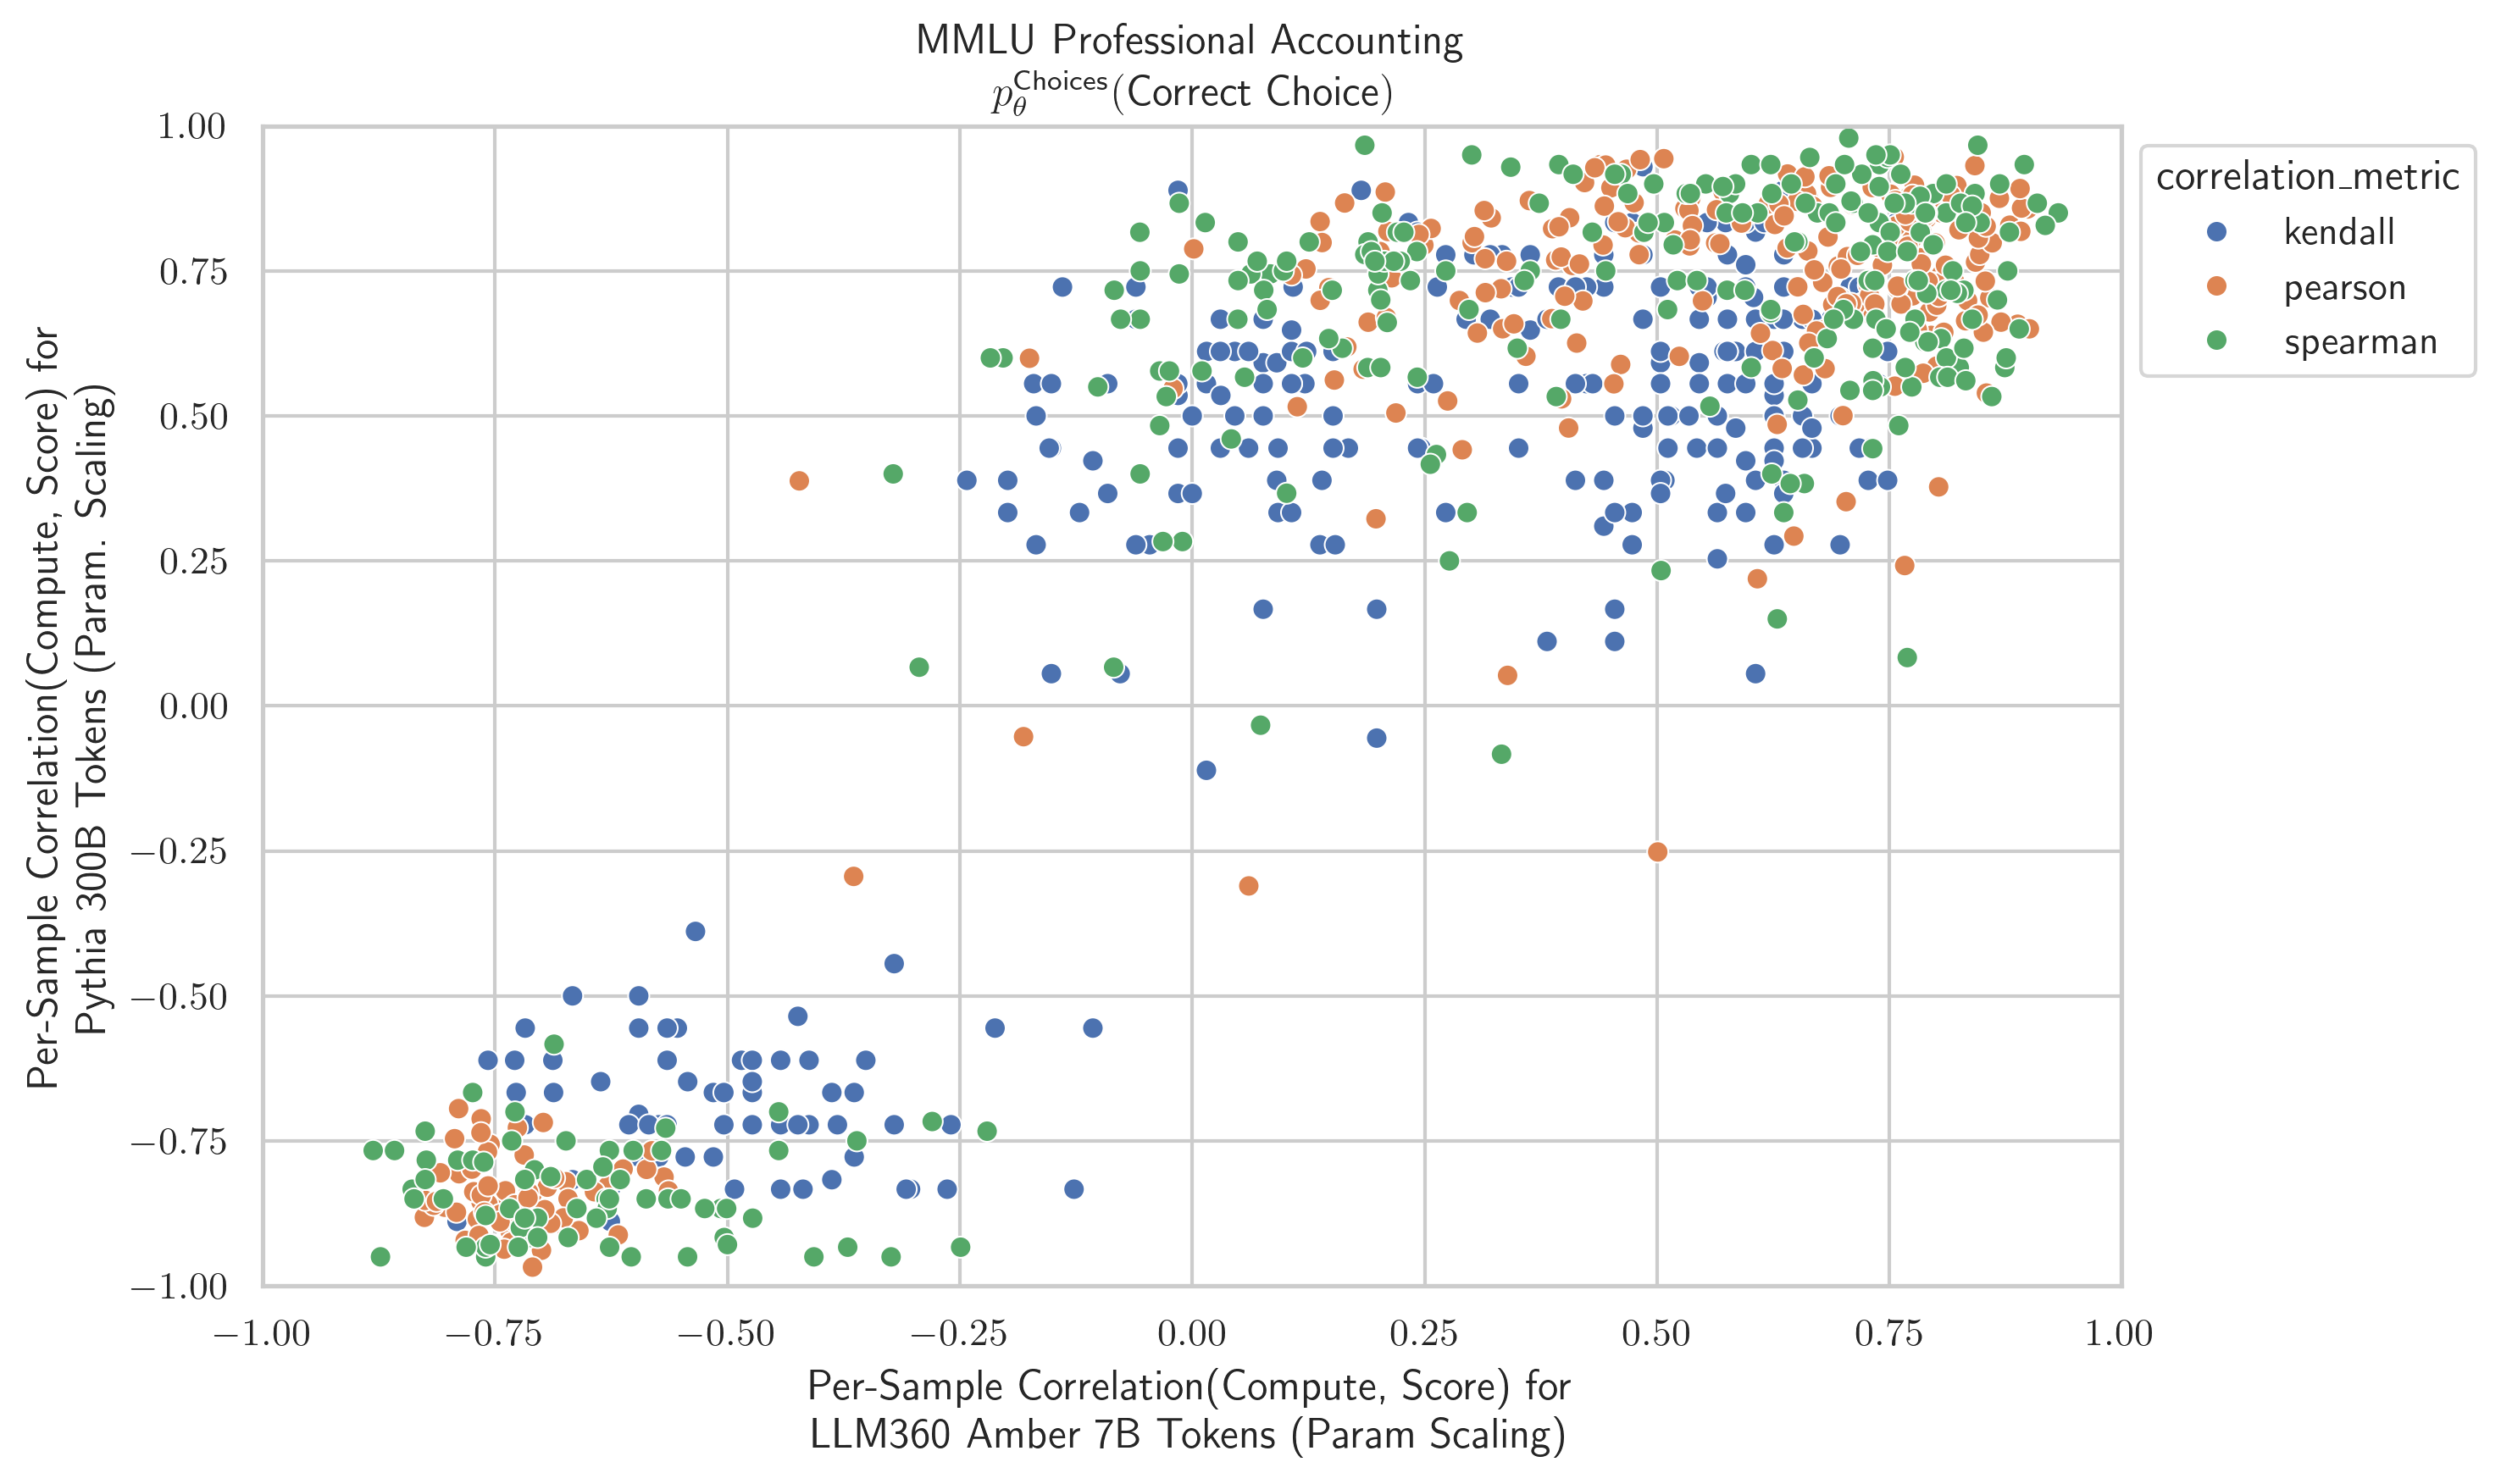 MMLU Professional Accounting
p_θ^Choices(Correct Choice)
1.00
0.75
0.50
0.25
0.00
−0.25
−0.50
−0.75
−1.00
Per-Sample Correlation(Compute, Score) for
Pythia 300B Tokens (Param. Scaling)
correlation_metric
kendall
pearson
spearman
−1.00 −0.75 −0.50 −0.25 0.00 0.25 0.50 0.75 1.00
Per-Sample Correlation(Compute, Score) for
LLM360 Amber 7B Tokens (Param Scaling)